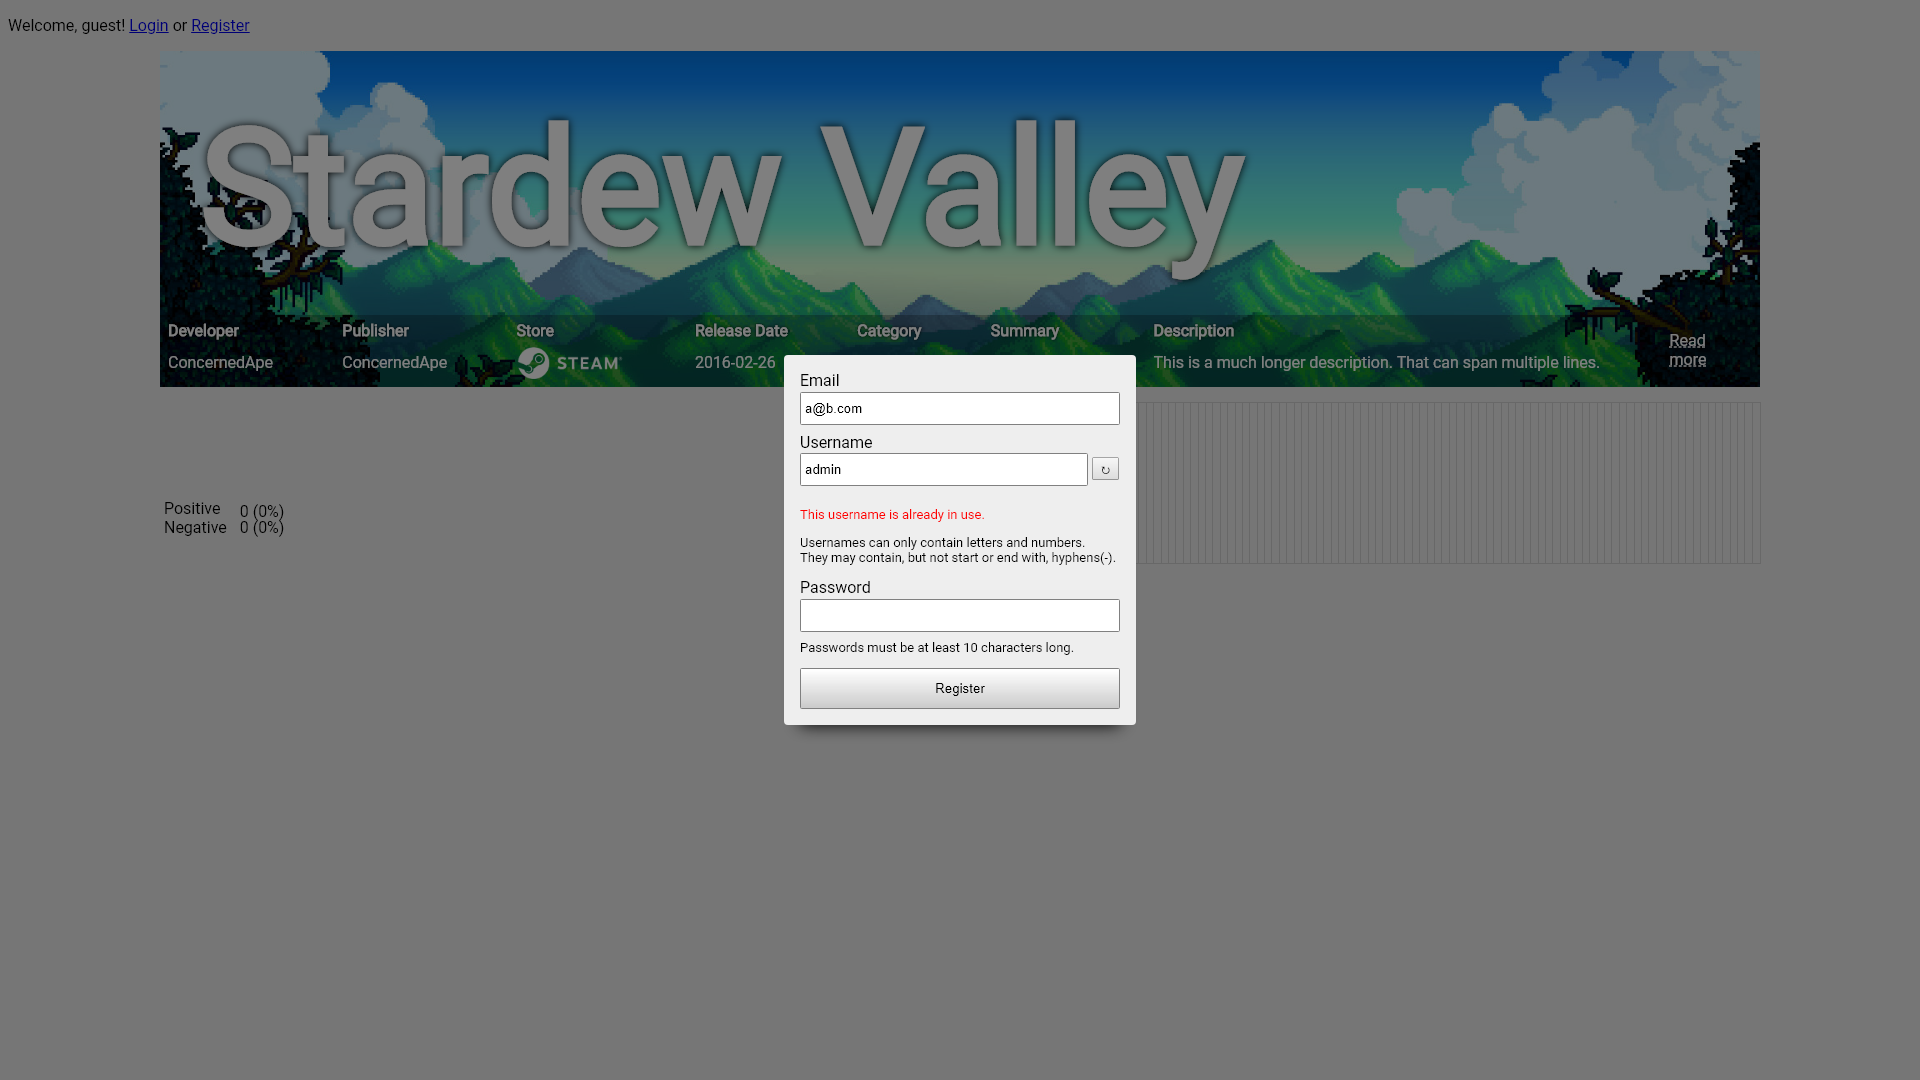 Welcome, guest! Login or Register
Stardew Valley
Developer Publisher Store Release Date Category Summary Description
ConcernedApe ConcernedApe STEAM 2016-02-26 This is a much longer description. That can span multiple lines. Read more
Email
a@b.com
Username
admin ↻
This username is already in use.
Usernames can only contain letters and numbers.
They may contain, but not start or end with, hyphens(-).
Password
Passwords must be at least 10 characters long.
Register
Positive 0 (0%)
Negative 0 (0%)